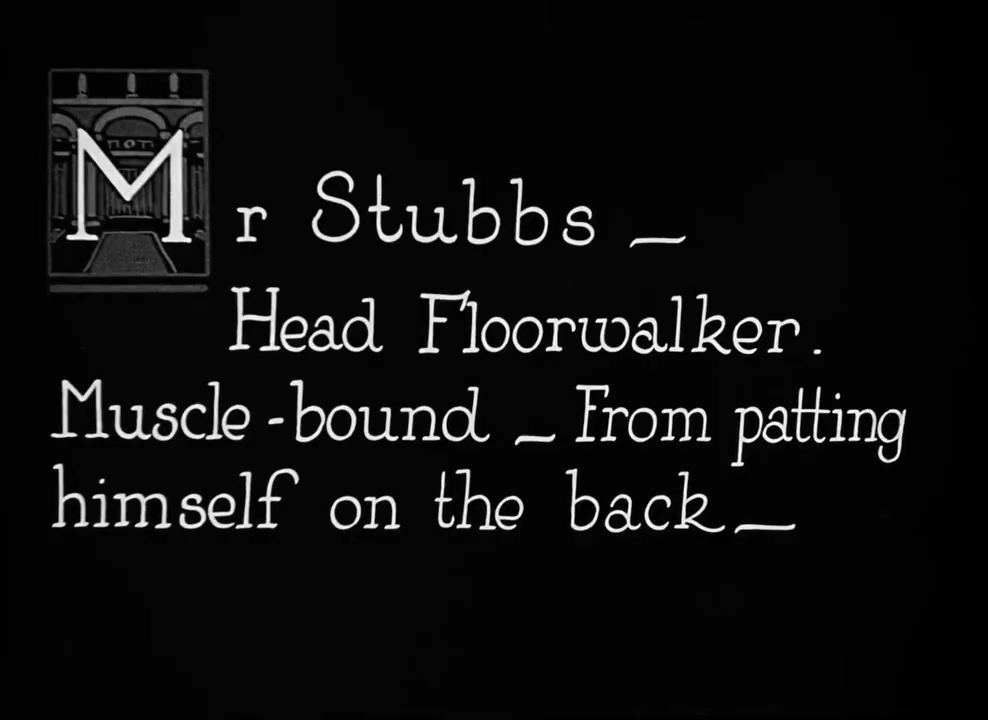 Mr Stubbs —
Head Floorwalker.
Muscle-bound — From patting
himself on the back —